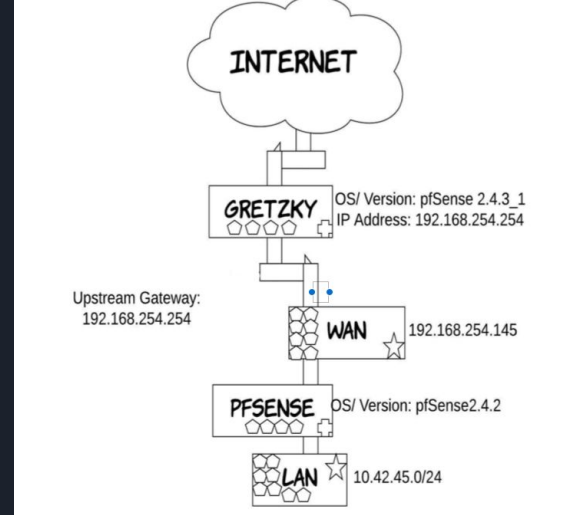 INTERNET
GRETZKY
OS/ Version: pfSense 2.4.3_1
IP Address: 192.168.254.254
Upstream Gateway:
192.168.254.254
WAN
192.168.254.145
PFSENSE
OS/ Version: pfSense2.4.2
LAN
10.42.45.0/24